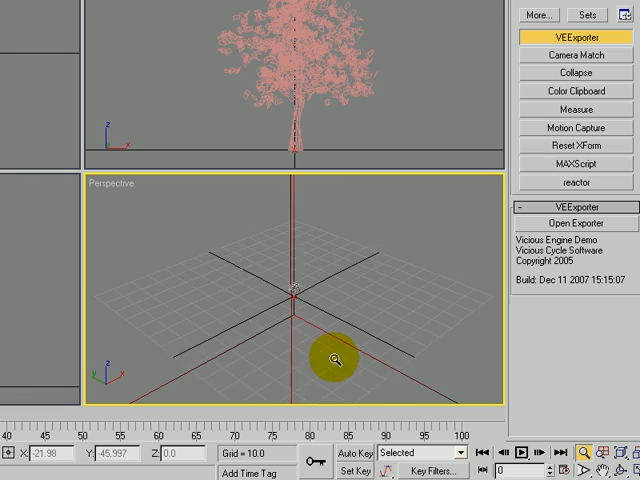 More...
Sets
VEExporter
Camera Match
Collapse
Color Clipboard
Measure
Motion Capture
Reset XForm
MAXScript
reactor
- VEExporter
Open Exporter
Vicious Engine Demo
Vicious Cycle Software
Copyright 2005
Build: Dec 11 2007 15:15:07
z
x
Perspective
z
y
x
40 45 50 55 60 65 70 75 80 85 90 95 100
X: -21.98 Y: -45.997 Z: 0.0 Grid = 10.0 Auto Key Selected
Add Time Tag Set Key Key Filters... 0